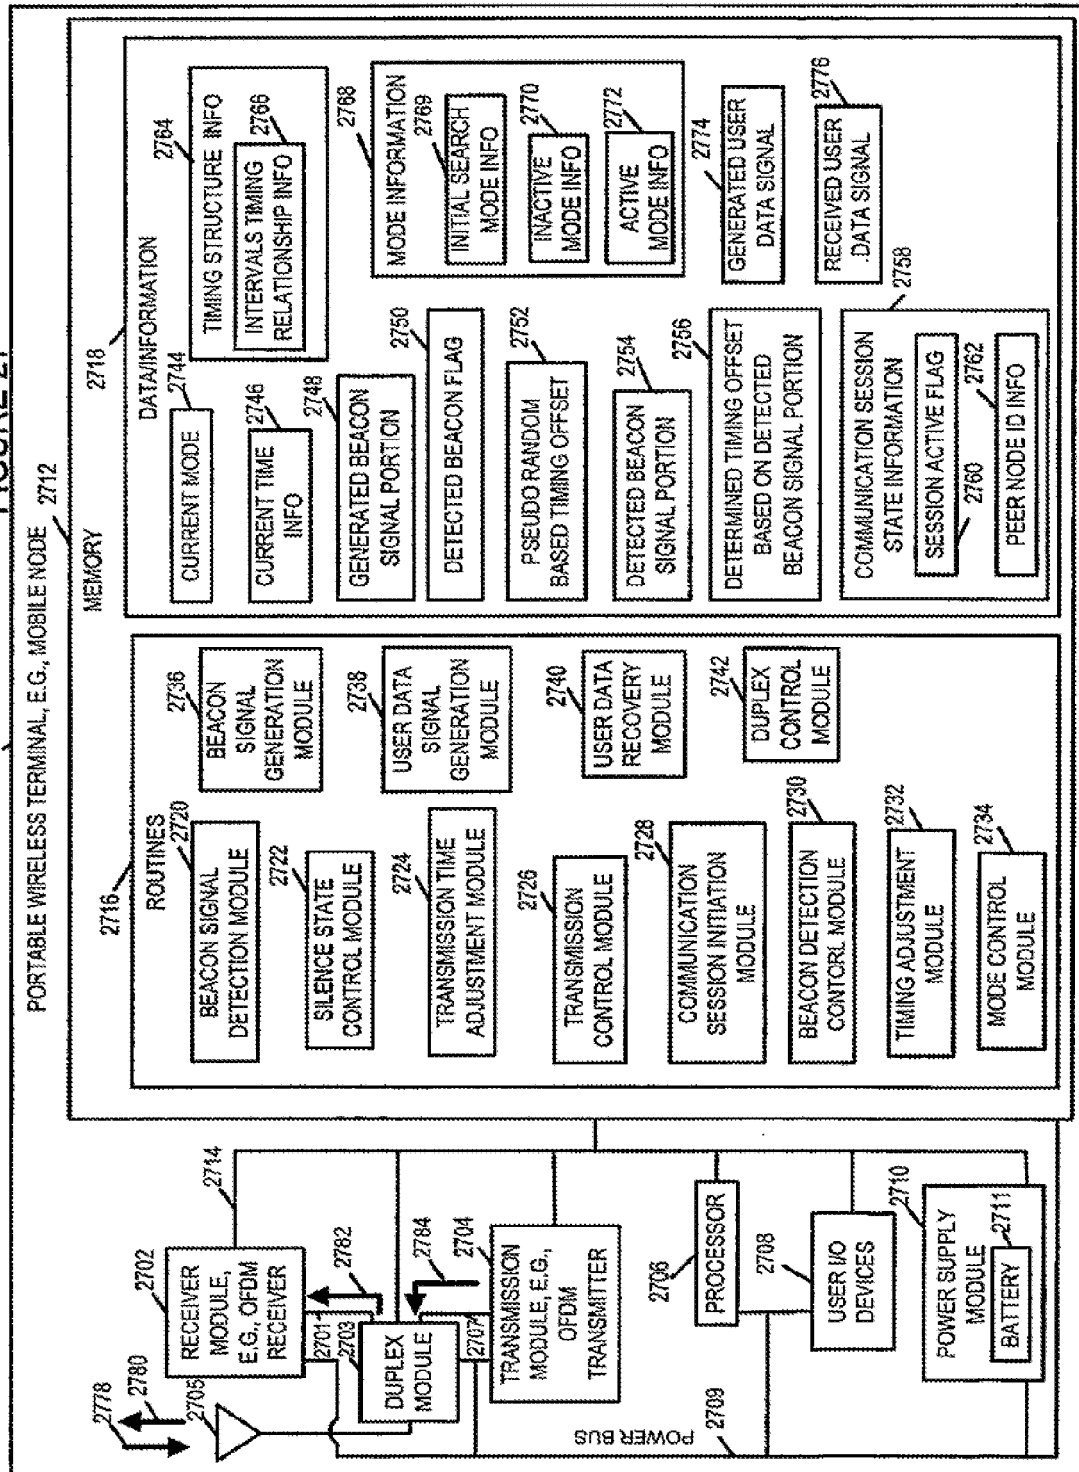 PORTABLE WIRELESS TERMINAL, E.G., MOBILE NODE
2712
MEMORY
2778
2780
2705
2702
RECEIVER
MODULE,
E.G., OFDM
RECEIVER
2714
2701
2703
2782
DUPLEX
MODULE
2784
2707
2704
TRANSMISSION
MODULE, E.G.,
OFDM
TRANSMITTER
POWER BUS
2709
2706
PROCESSOR
2708
USER I/O
DEVICES
2710
POWER SUPPLY
MODULE
2711
BATTERY
2716
ROUTINES
2720
BEACON SIGNAL
DETECTION MODULE
2722
SILENCE STATE
CONTROL MODULE
2724
TRANSMISSION TIME
ADJUSTMENT MODULE
2726
TRANSMISSION
CONTROL MODULE
2728
COMMUNICATION
SESSION INITIATION
MODULE
2730
BEACON DETECTION
CONTORL MODULE
2732
TIMING ADJUSTMENT
MODULE
2734
MODE CONTROL
MODULE
2736
BEACON
SIGNAL
GENERATION
MODULE
2738
USER DATA
SIGNAL
GENERATION
MODULE
2740
USER DATA
RECOVERY
MODULE
2742
DUPLEX
CONTROL
MODULE
2718
DATA/INFORMATION
2744
CURRENT MODE
2746
CURRENT TIME
INFO
2748
GENERATED BEACON
SIGNAL PORTION
2750
DETECTED BEACON FLAG
2752
PSEUDO RANDOM
BASED TIMING OFFSET
2754
DETECTED BEACON
SIGNAL PORTION
2756
DETERMINED TIMING OFFSET
BASED ON DETECTED
BEACON SIGNAL PORTION
2758
COMMUNICATION SESSION
STATE INFORMATION
SESSION ACTIVE FLAG
2760
2762
PEER NODE ID INFO
2764
TIMING STRUCTURE INFO
2766
INTERVALS TIMING
RELATIONSHIP INFO
2768
MODE INFORMATION
2769
INITIAL SEARCH
MODE INFO
2770
INACTIVE
MODE INFO
2772
ACTIVE
MODE INFO
2774
GENERATED USER
DATA SIGNAL
2776
RECEIVED USER
DATA SIGNAL